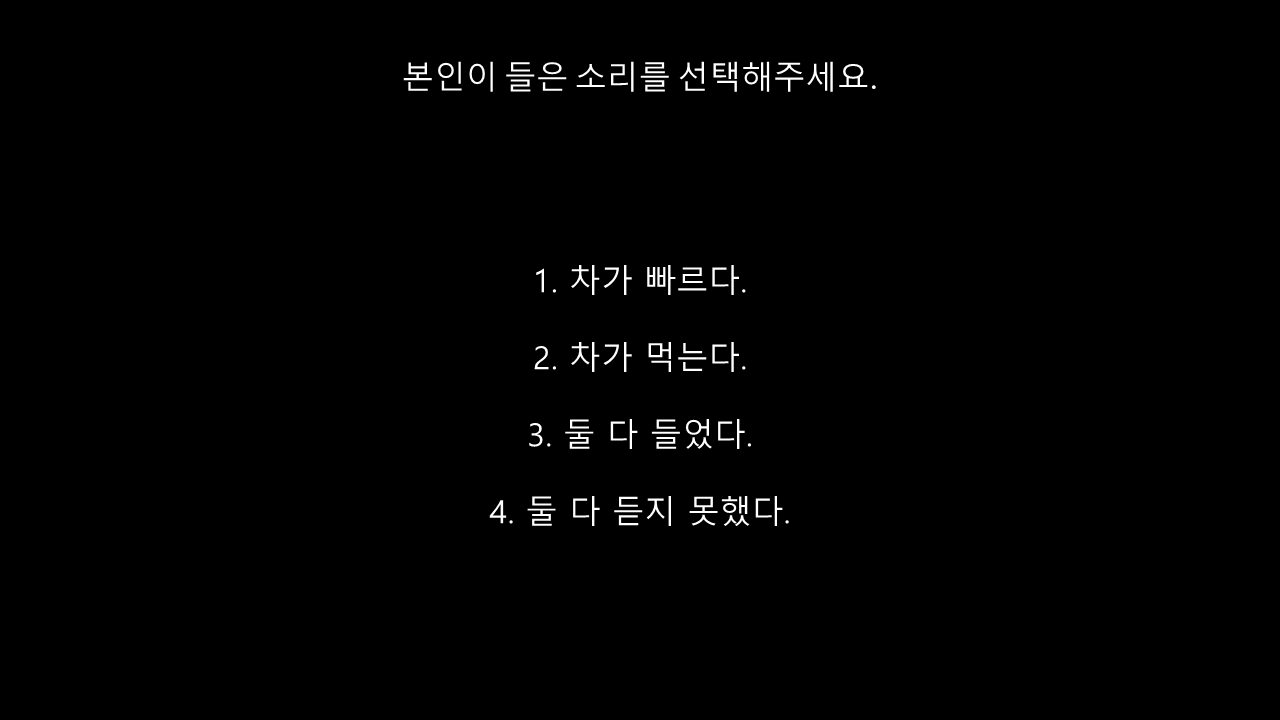 본인이 들은 소리를 선택해주세요.
1. 차가 빠르다.
2. 차가 먹는다.
3. 둘 다 들었다.
4. 둘 다 듣지 못했다.